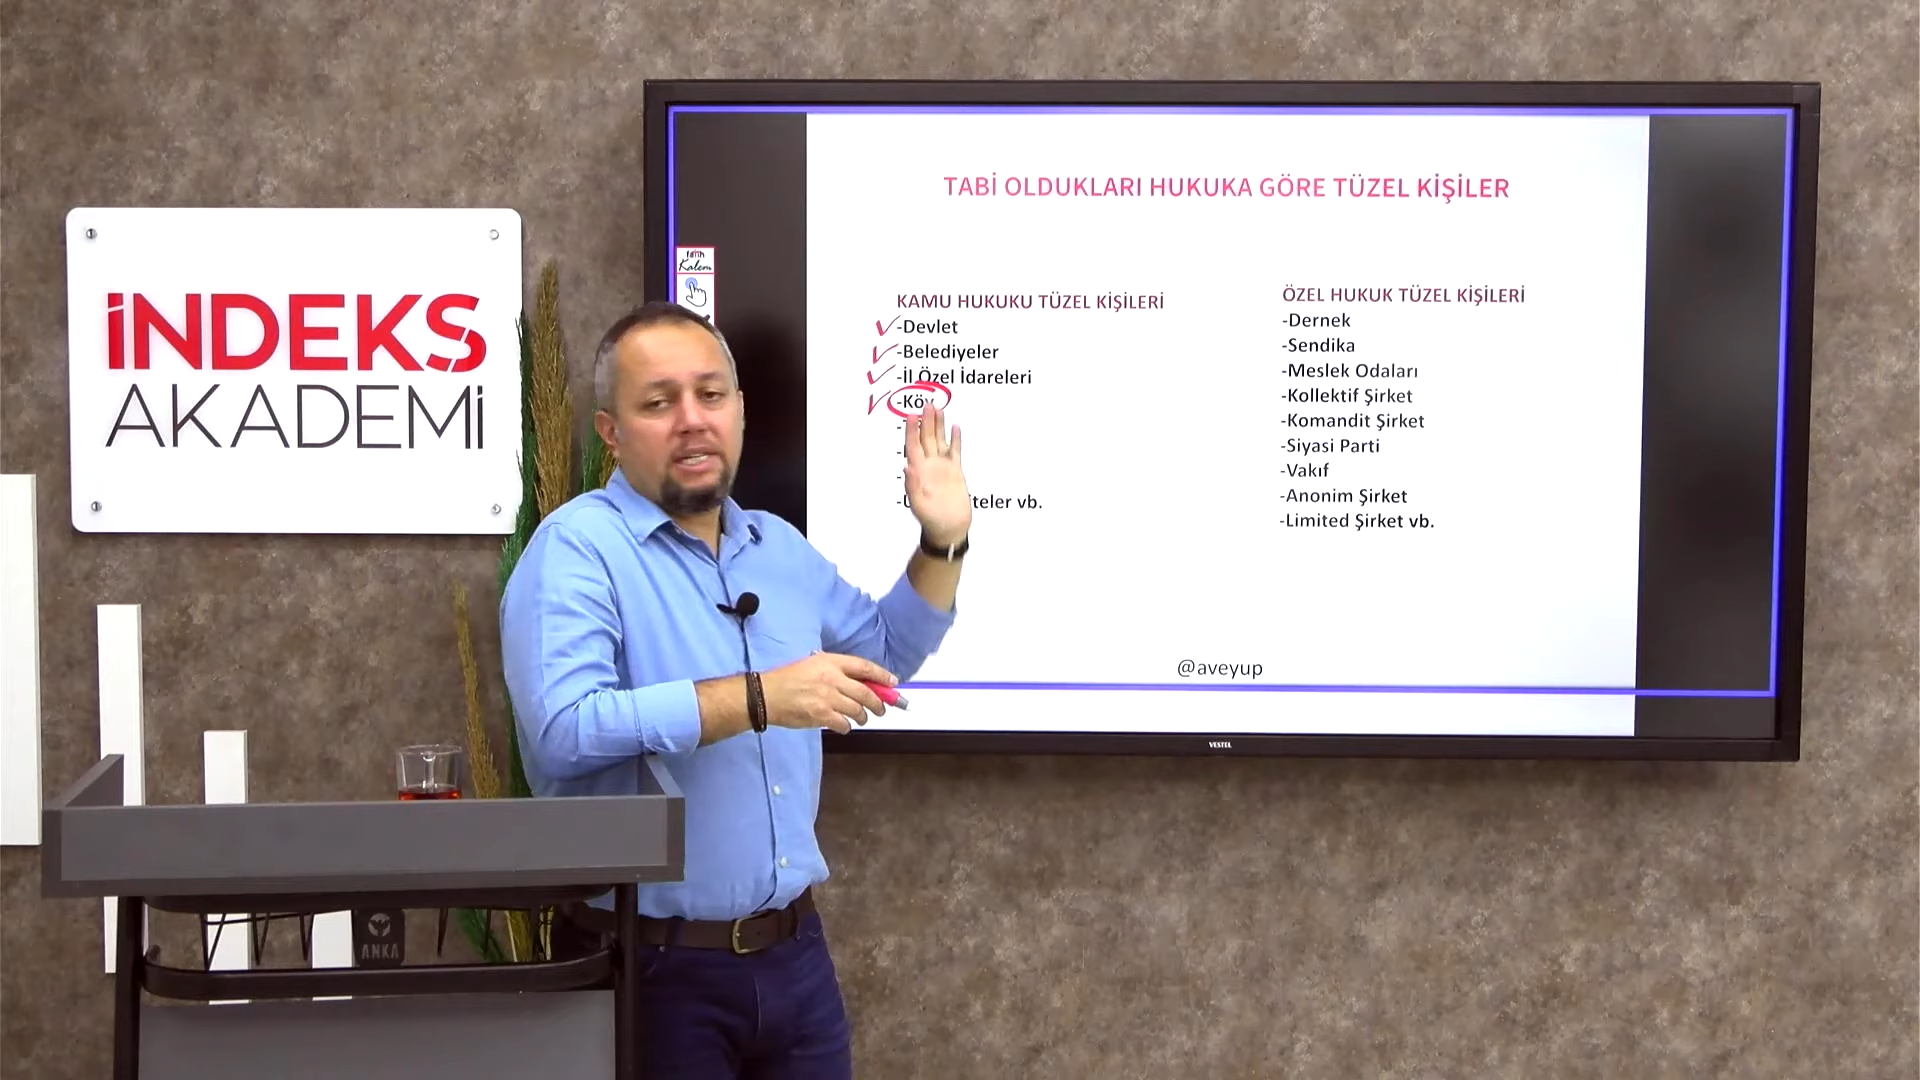 İNDEKS
AKADEMİ
TABİ OLDUKLARI HUKUKA GÖRE TÜZEL KİŞİLER
Kalem
KAMU HUKUKU TÜZEL KİŞİLERİ
-Devlet
-Belediyeler
-İl Özel İdareleri
-Köy
ÖZEL HUKUK TÜZEL KİŞİLERİ
-Dernek
-Sendika
-Meslek Odaları
-Kollektif Şirket
-Komandit Şirket
-Siyasi Parti
-Vakıf
-Anonim Şirket
-Limited Şirket vb.
vb.
@aveyup
VESTEL
ANKA